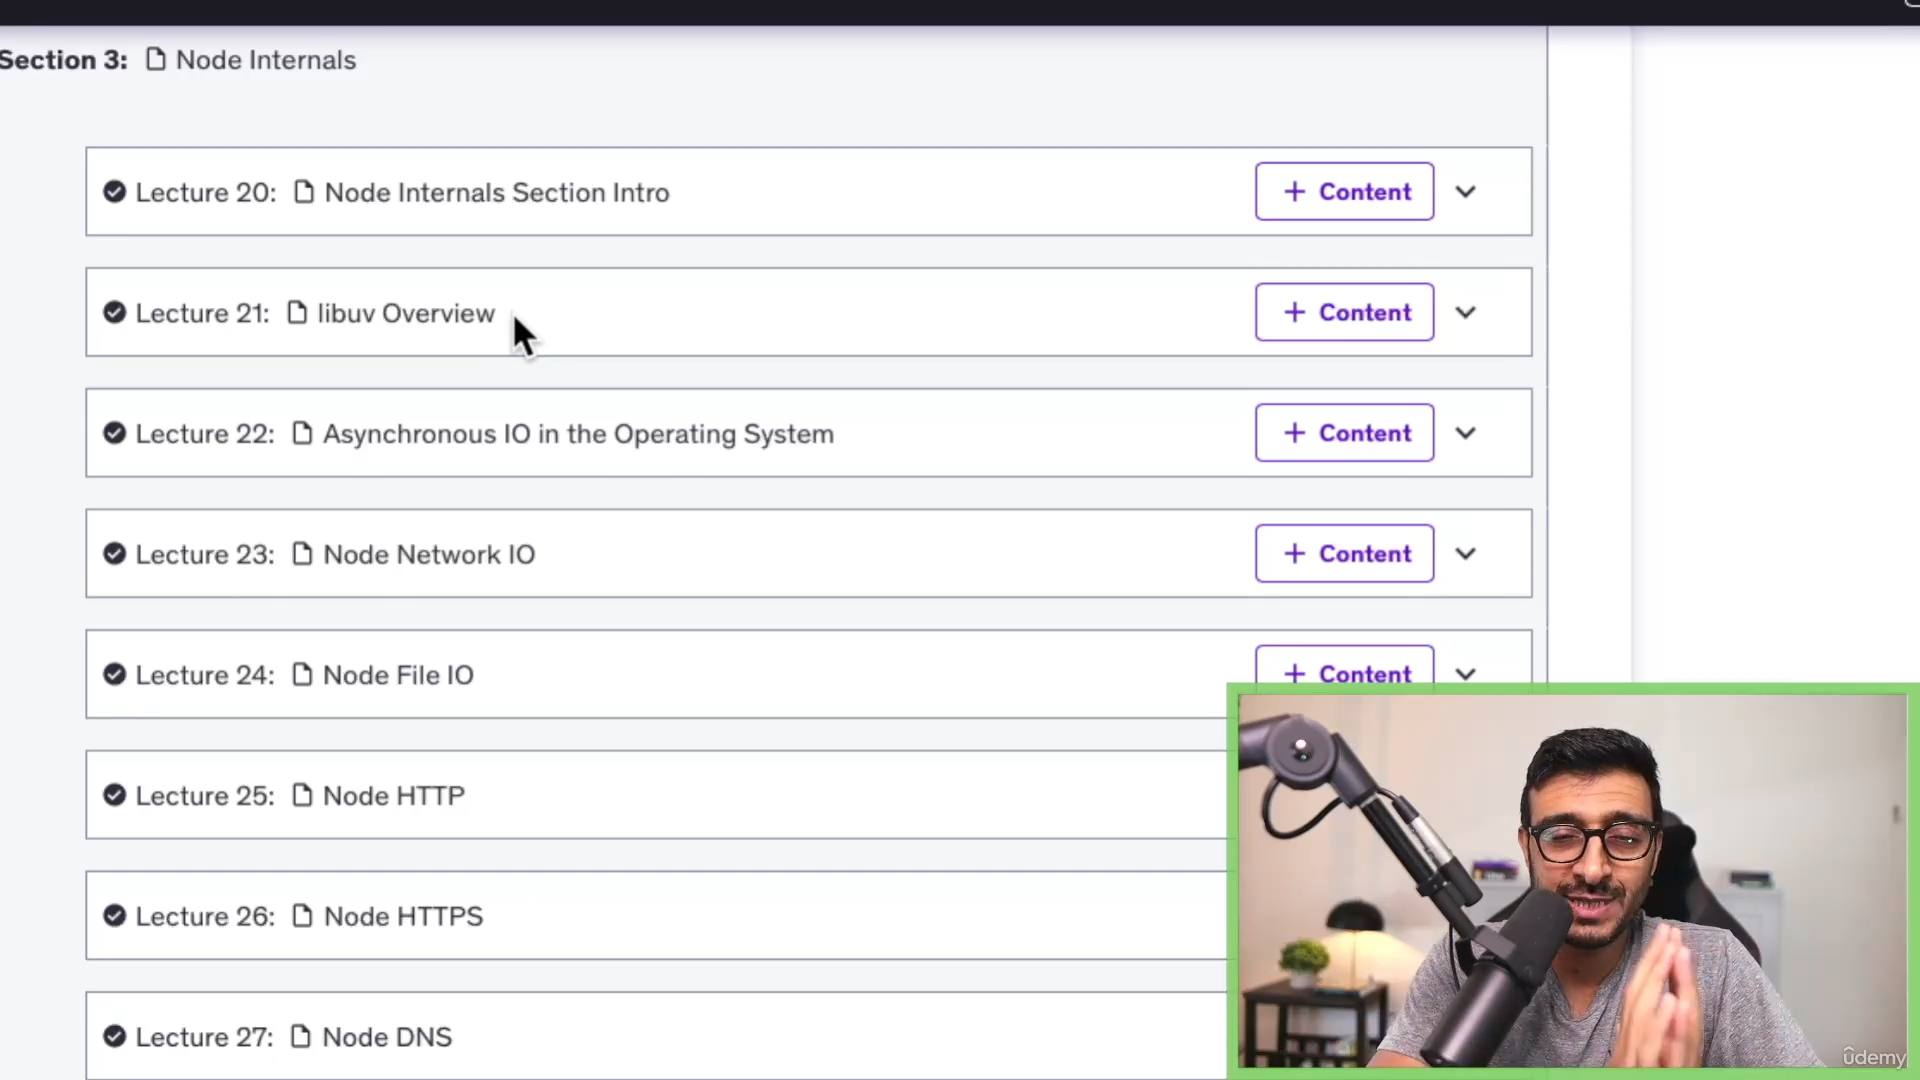 Section 3: Node Internals
Lecture 20: Node Internals Section Intro
+ Content
Lecture 21: libuv Overview
+ Content
Lecture 22: Asynchronous IO in the Operating System
+ Content
Lecture 23: Node Network IO
+ Content
Lecture 24: Node File IO
+ Content
Lecture 25: Node HTTP
Lecture 26: Node HTTPS
Lecture 27: Node DNS
ûdemy